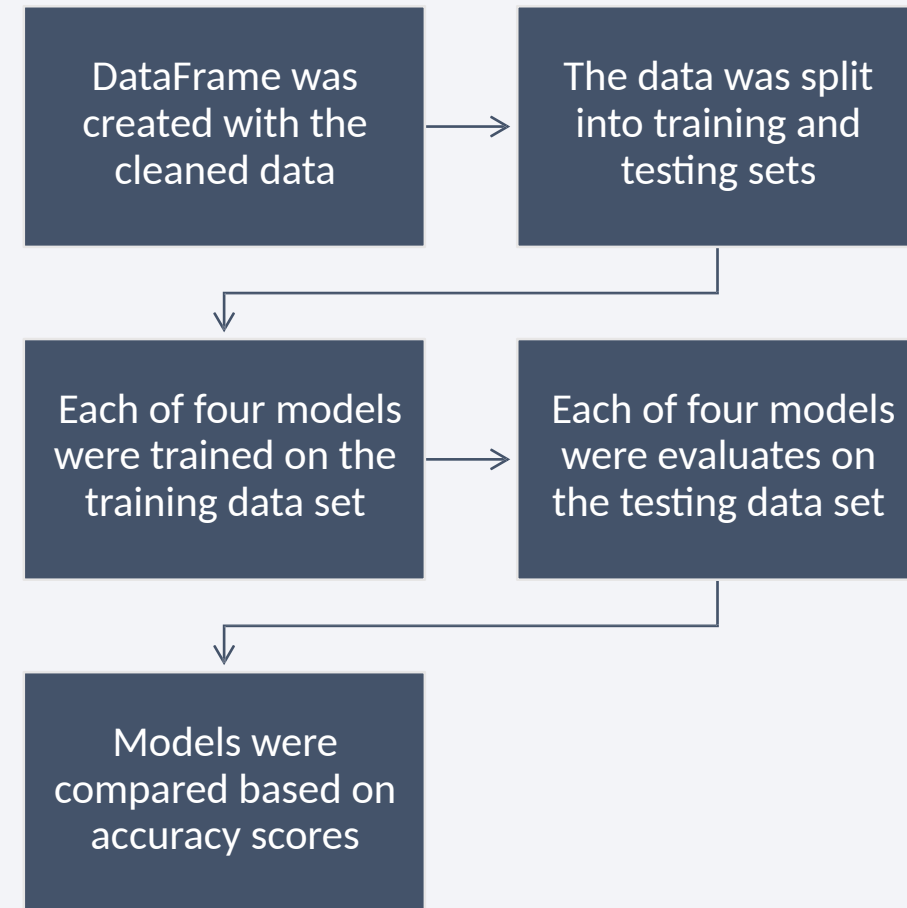 DataFrame was
created with the
cleaned data
The data was split
into training and
testing sets
Each of four models
were trained on the
training data set
Each of four models
were evaluates on
the testing data set
Models were
compared based on
accuracy scores